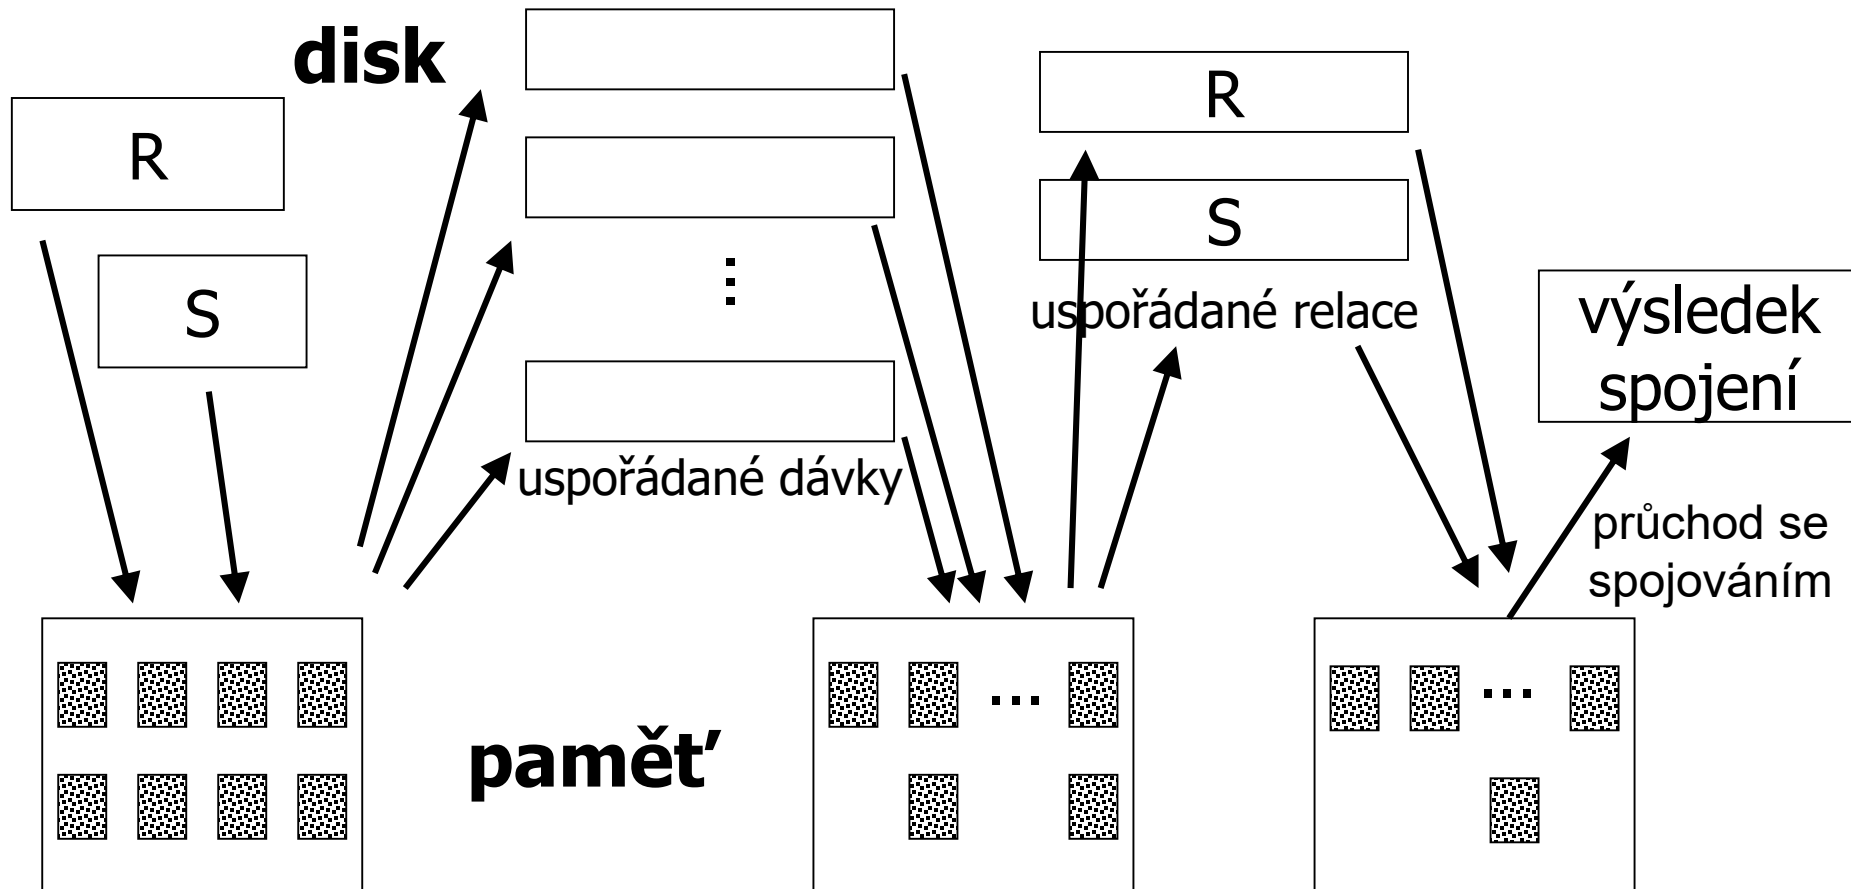 disk
R
S
uspořádané dávky
R
S
uspořádané relace
výsledek
spojení
průchod se
spojováním
paměť